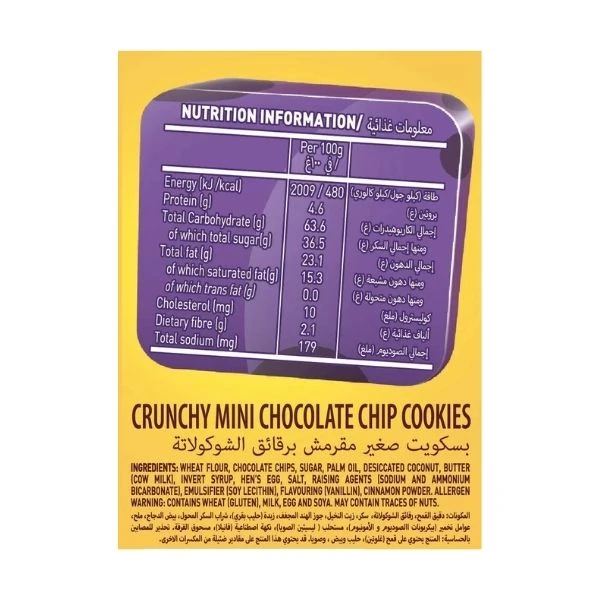 NUTRITION INFORMATION/ معلومات غذائية
Per 100g
/ في ١٠٠غ
Energy (kJ /kcal) 2009 / 480 طاقة (كيلو جول/كيلو كالوري)
Protein (g) 4.6 بروتين (غ)
Total Carbohydrate (g) 63.6 إجمالي الكاربوهيدرات (غ)
of which total sugar(g) 36.5 ومنها إجمالي السكر (غ)
Total fat (g) 23.1 إجمالي الدهون (غ)
of which saturated fat(g) 15.3 ومنها دهون مشبعة (غ)
of which trans fat (g) 0.0 ومنها دهون متحولة (غ)
Cholesterol (mg) 10 كوليسترول (ملغ)
Dietary fibre (g) 2.1 ألياف غذائية (غ)
Total sodium (mg) 179 إجمالي الصوديوم (ملغ)
CRUNCHY MINI CHOCOLATE CHIP COOKIES
بسكويت صغير مقرمش برقائق الشوكولاتة
INGREDIENTS: WHEAT FLOUR, CHOCOLATE CHIPS, SUGAR, PALM OIL, DESICCATED COCONUT, BUTTER
(COW MILK), INVERT SYRUP, HEN'S EGG, SALT, RAISING AGENTS (SODIUM AND AMMONIUM
BICARBONATE), EMULSIFIER (SOY LECITHIN), FLAVOURING (VANILLIN), CINNAMON POWDER. ALLERGEN
WARNING: CONTAINS WHEAT (GLUTEN), MILK, EGG AND SOYA. MAY CONTAIN TRACES OF NUTS.
المكونات: دقيق القمح، رقائق الشوكولاتة، سكر، زيت النخيل، جوز الهند المجفف، زبدة (حليب بقري)، شراب السكر المحول، بيض الدجاج، ملح،
عوامل تخمير (بيكربونات الصوديوم و الأمونيوم)، مستحلب ( ليسيثين الصويا)، نكهة اصطناعية (فانيلا)، مسحوق القرفة. تحذير للمصابين
بالحساسية: المنتج يحتوي على قمح (غلوتين)، حليب وبيض ، وصويا. قد يحتوي هذا المنتج على مقادير ضئيلة من المكسرات الاخرى.